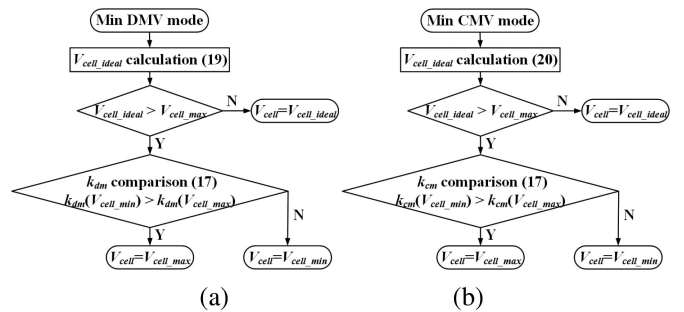 Min DMV mode
V_cell_ideal calculation (19)
V_cell_ideal > V_cell_max
N
V_cell=V_cell_ideal
Y
k_dm comparison (17)
k_dm(V_cell_min) > k_dm(V_cell_max)
N
Y
V_cell=V_cell_max
V_cell=V_cell_min
(a)
Min CMV mode
V_cell_ideal calculation (20)
V_cell_ideal > V_cell_max
N
V_cell=V_cell_ideal
Y
k_cm comparison (17)
k_cm(V_cell_min) > k_cm(V_cell_max)
N
Y
V_cell=V_cell_max
V_cell=V_cell_min
(b)